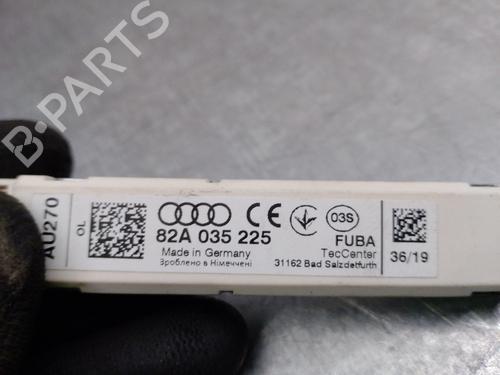 AU270
OL
CE
03S
82A 035 225
FUBA
Made in Germany
TecCenter
36/19
Зроблено в Німеччені
31162 Bad Salzdetfurth
B-PARTS